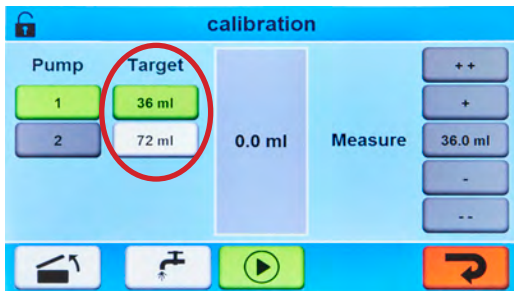 calibration
Pump Target
1 36 ml
2 72 ml
0.0 ml
Measure
++
+
36.0 ml
-
--